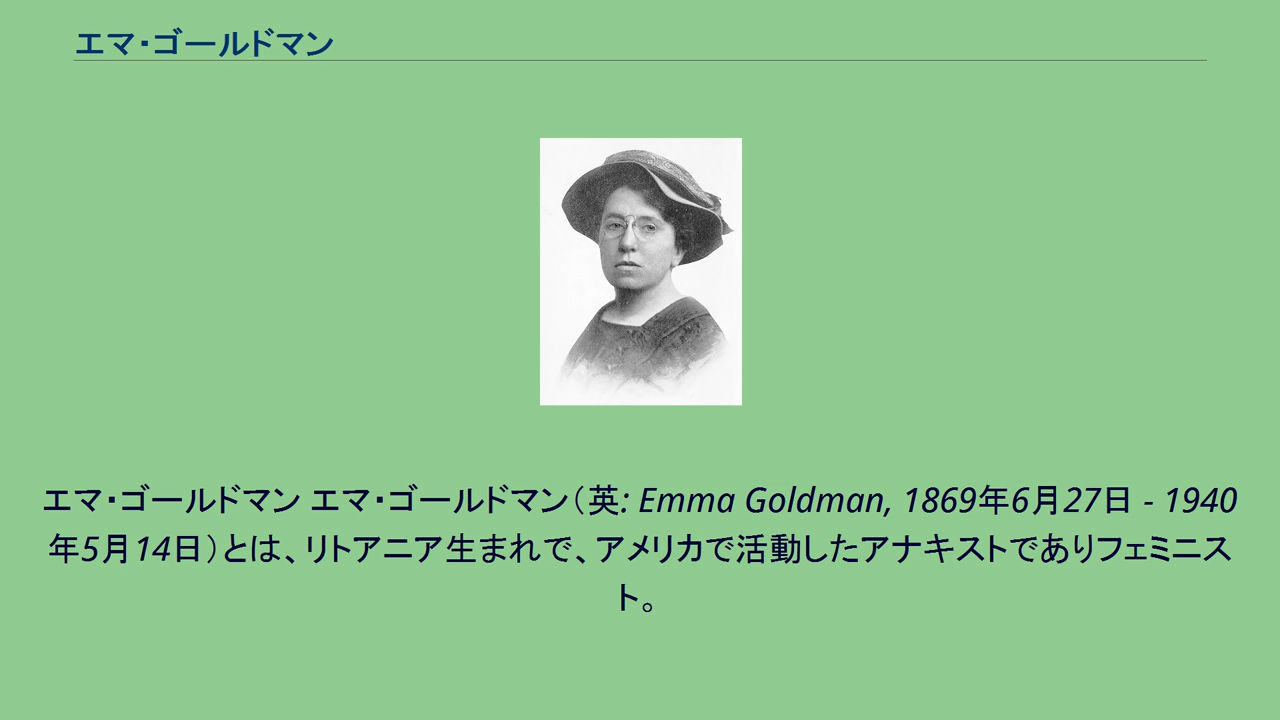 エマ・ゴールドマン
エマ・ゴールドマン エマ・ゴールドマン（英: Emma Goldman, 1869年6月27日 - 1940
年5月14日）とは、リトアニア生まれで、アメリカで活動したアナキストでありフェミニス
ト。